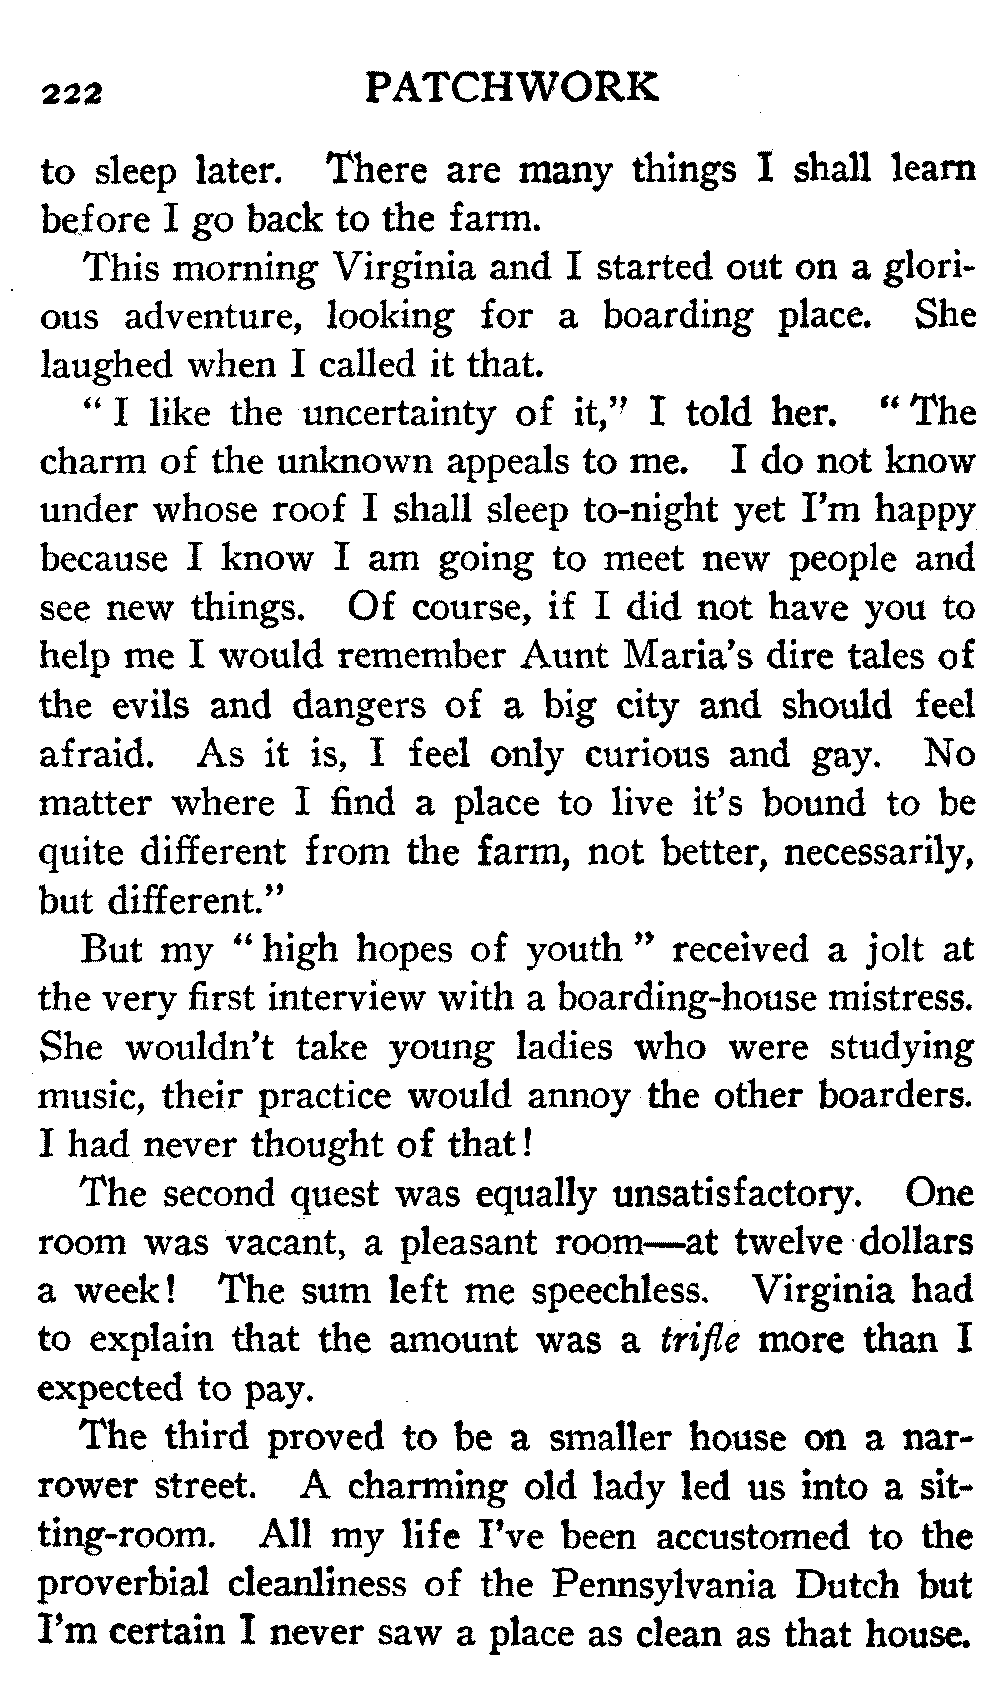 222 PATCHWORK
to sleep later. There are many things I shall learn
before I go back to the farm.
This morning Virginia and I started out on a glori-
ous adventure, looking for a boarding place. She
laughed when I called it that.
“ I like the uncertainty of it,” I told her. “ The
charm of the unknown appeals to me. I do not know
under whose roof I shall sleep to-night yet I’m happy
because I know I am going to meet new people and
see new things. Of course, if I did not have you to
help me I would remember Aunt Maria’s dire tales of
the evils and dangers of a big city and should feel
afraid. As it is, I feel only curious and gay. No
matter where I find a place to live it’s bound to be
quite different from the farm, not better, necessarily,
but different.”
But my “ high hopes of youth ” received a jolt at
the very first interview with a boarding-house mistress.
She wouldn’t take young ladies who were studying
music, their practice would annoy the other boarders.
I had never thought of that!
The second quest was equally unsatisfactory. One
room was vacant, a pleasant room—at twelve dollars
a week! The sum left me speechless. Virginia had
to explain that the amount was a trifle more than I
expected to pay.
The third proved to be a smaller house on a nar-
rower street. A charming old lady led us into a sit-
ting-room. All my life I’ve been accustomed to the
proverbial cleanliness of the Pennsylvania Dutch but
I’m certain I never saw a place as clean as that house.